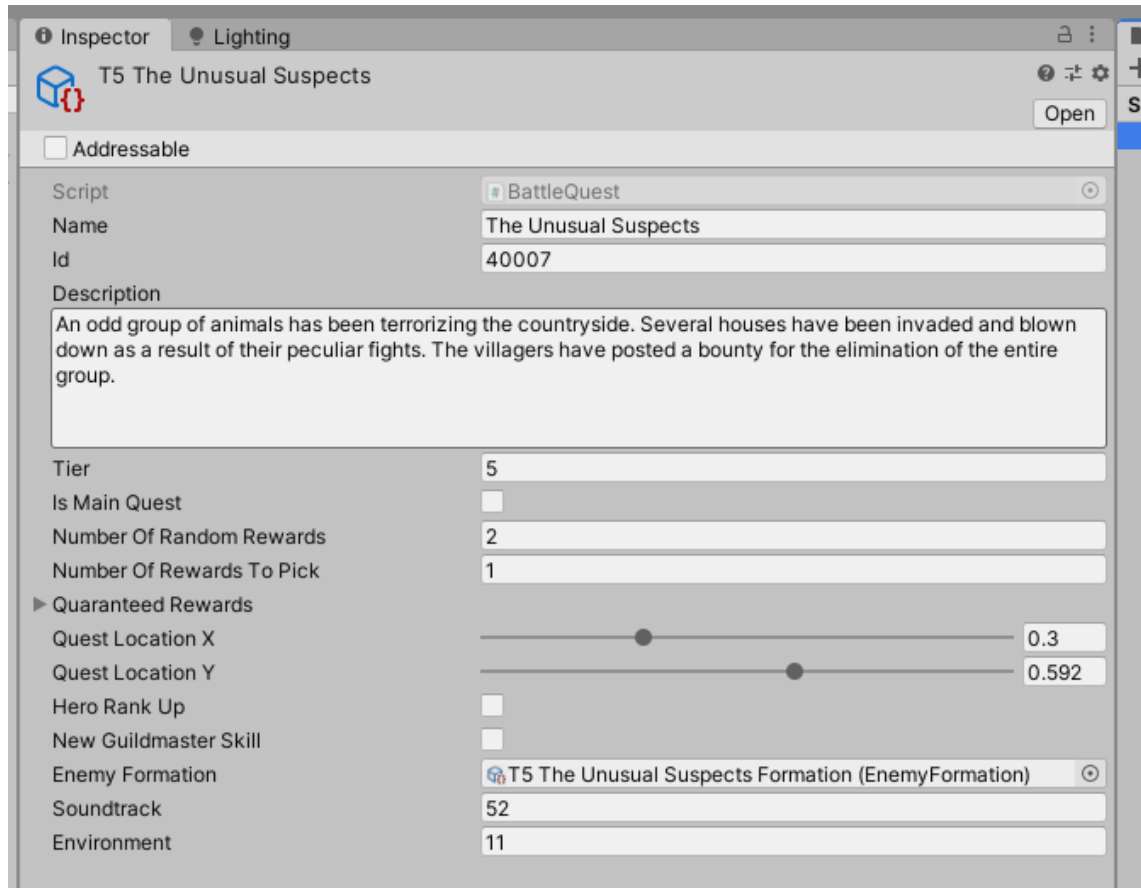 Inspector Lighting
T5 The Unusual Suspects
Open
Addressable
Script # BattleQuest
Name The Unusual Suspects
Id 40007
Description
An odd group of animals has been terrorizing the countryside. Several houses have been invaded and blown
down as a result of their peculiar fights. The villagers have posted a bounty for the elimination of the entire
group.
Tier 5
Is Main Quest
Number Of Random Rewards 2
Number Of Rewards To Pick 1
Quaranteed Rewards
Quest Location X 0.3
Quest Location Y 0.592
Hero Rank Up
New Guildmaster Skill
Enemy Formation T5 The Unusual Suspects Formation (EnemyFormation)
Soundtrack 52
Environment 11